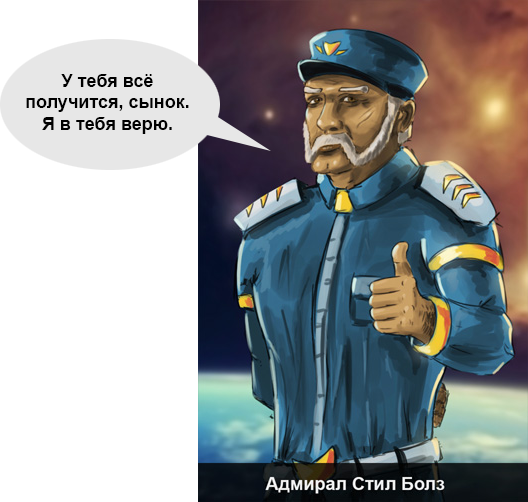 У тебя всё
получится, сынок.
Я в тебя верю.
Адмирал Стил Болз